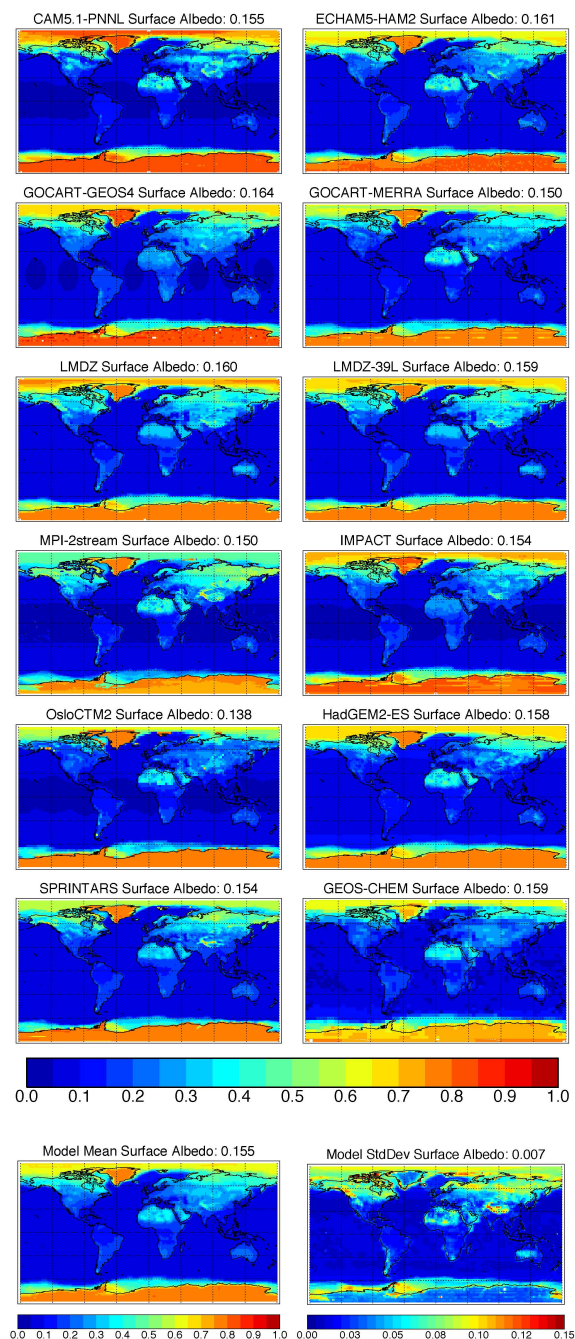 CAM5.1-PNNL Surface Albedo: 0.155
ECHAM5-HAM2 Surface Albedo: 0.161
GOCART-GEOS4 Surface Albedo: 0.164
GOCART-MERRA Surface Albedo: 0.150
LMDZ Surface Albedo: 0.160
LMDZ-39L Surface Albedo: 0.159
MPI-2stream Surface Albedo: 0.150
IMPACT Surface Albedo: 0.154
OsloCTM2 Surface Albedo: 0.138
HadGEM2-ES Surface Albedo: 0.158
SPRINTARS Surface Albedo: 0.154
GEOS-CHEM Surface Albedo: 0.159
0.0 0.1 0.2 0.3 0.4 0.5 0.6 0.7 0.8 0.9 1.0
Model Mean Surface Albedo: 0.155
Model StdDev Surface Albedo: 0.007
0.0 0.1 0.2 0.3 0.4 0.5 0.6 0.7 0.8 0.9 1.0
0.00 0.03 0.05 0.08 0.10 0.12